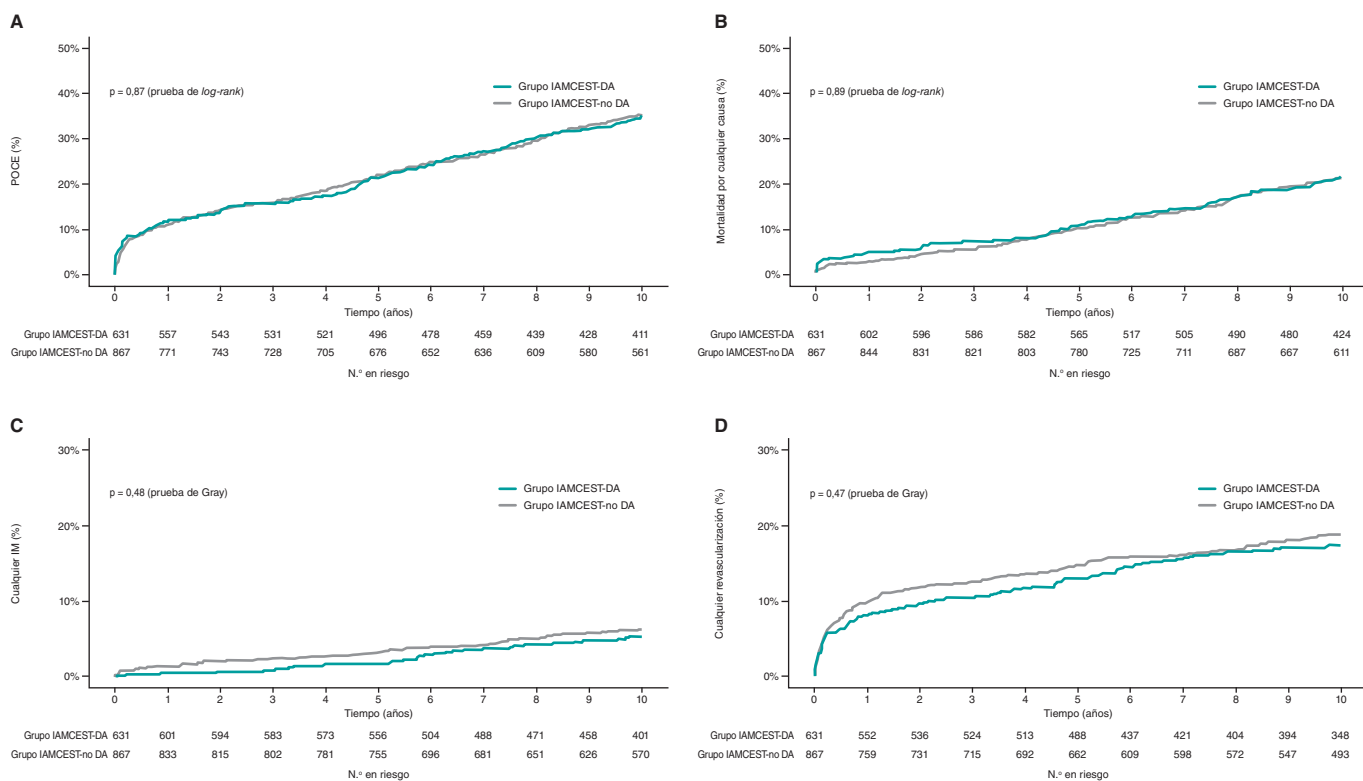 A
POCE (%)
50%
40%
30%
20%
10%
0%
p = 0,87 (prueba de log-rank)
Grupo IAMCEST-DA
Grupo IAMCEST-no DA
0 1 2 3 4 5 6 7 8 9 10
Tiempo (años)
Grupo IAMCEST-DA 631 557 543 531 521 496 478 459 439 428 411
Grupo IAMCEST-no DA 867 771 743 728 705 676 652 636 609 580 561
N.º en riesgo
B
Mortalidad por cualquier causa (%)
50%
40%
30%
20%
10%
0%
p = 0,89 (prueba de log-rank)
Grupo IAMCEST-DA
Grupo IAMCEST-no DA
0 1 2 3 4 5 6 7 8 9 10
Tiempo (años)
Grupo IAMCEST-DA 631 602 596 586 582 565 517 505 490 480 424
Grupo IAMCEST-no DA 867 844 831 821 803 780 725 711 687 667 611
N.º en riesgo
C
Cualquier IM (%)
30%
20%
10%
0%
p = 0,48 (prueba de Gray)
Grupo IAMCEST-DA
Grupo IAMCEST-no DA
0 1 2 3 4 5 6 7 8 9 10
Tiempo (años)
Grupo IAMCEST-DA 631 601 594 583 573 556 504 488 471 458 401
Grupo IAMCEST-no DA 867 833 815 802 781 755 696 681 651 626 570
N.º en riesgo
D
Cualquier revascularización (%)
30%
20%
10%
0%
p = 0,47 (prueba de Gray)
Grupo IAMCEST-DA
Grupo IAMCEST-no DA
0 1 2 3 4 5 6 7 8 9 10
Tiempo (años)
Grupo IAMCEST-DA 631 552 536 524 513 488 437 421 404 394 348
Grupo IAMCEST-no DA 867 759 731 715 692 662 609 598 572 547 493
N.º en riesgo